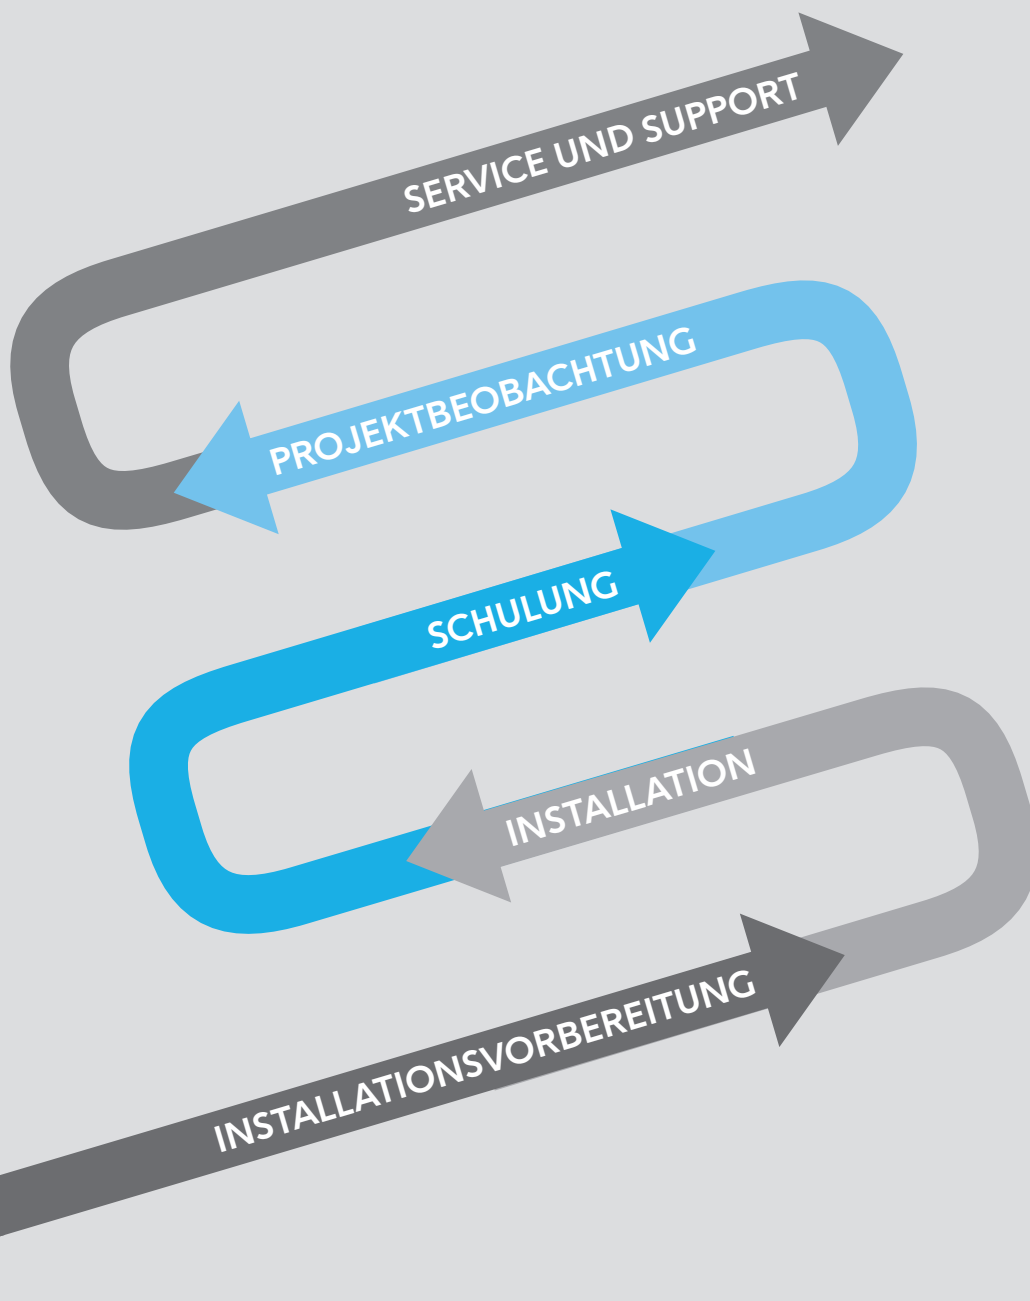 SERVICE UND SUPPORT
PROJEKTBEOBACHTUNG
SCHULUNG
INSTALLATION
INSTALLATIONSVORBEREITUNG